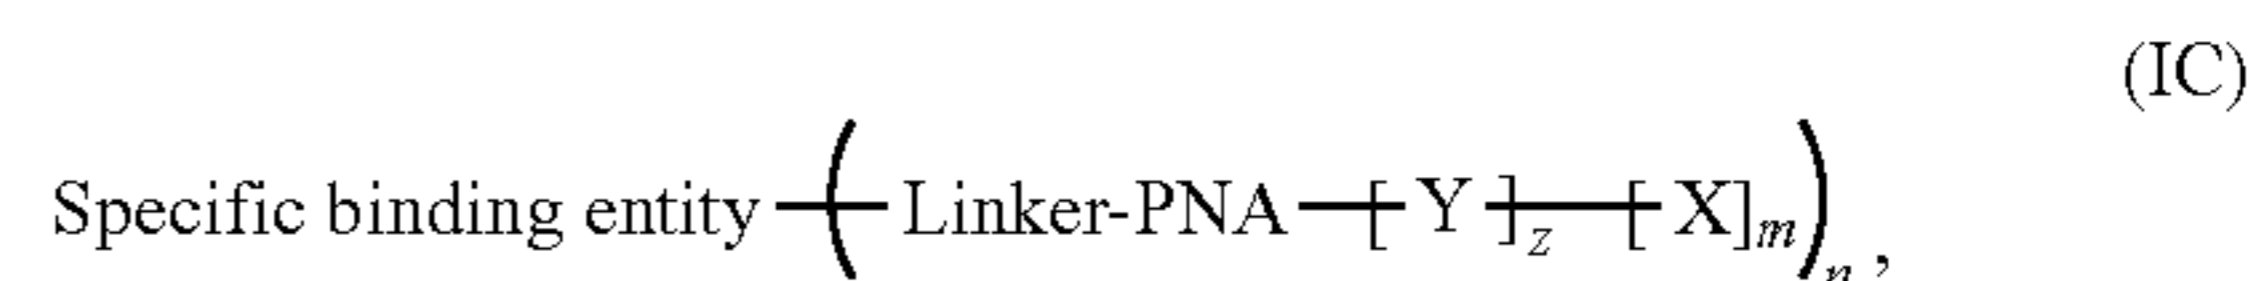 (IC)
Specific binding entity —( Linker-PNA —[ Y ]z—[ X]m)n ,